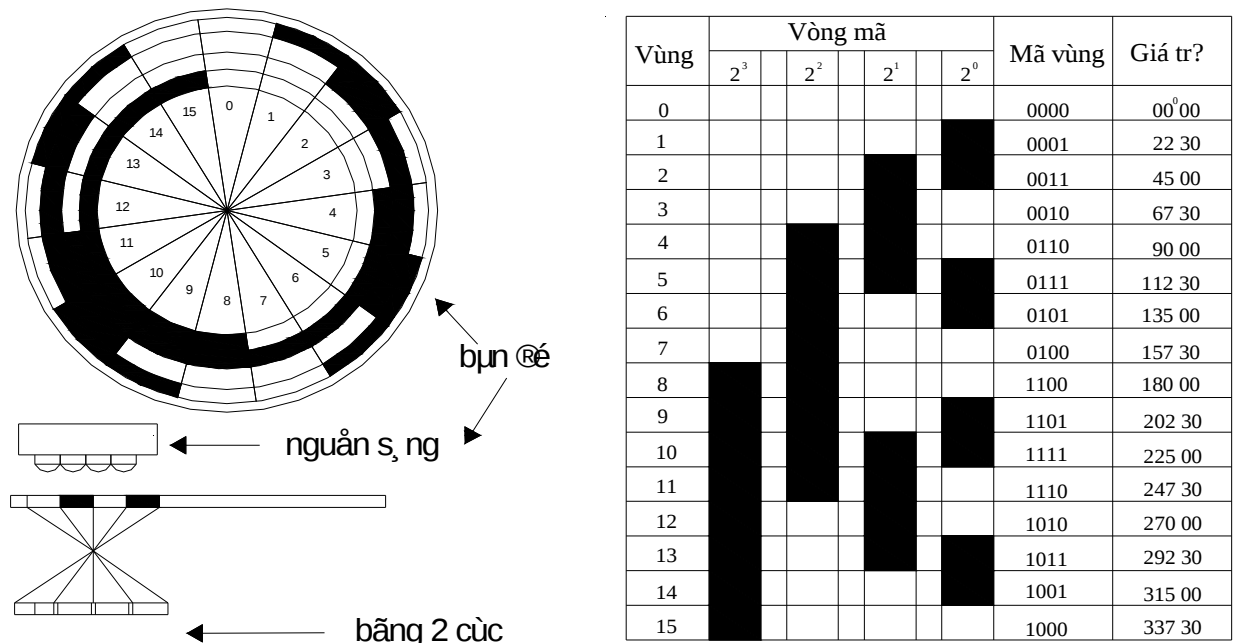 0
1
2
3
4
5
6
7
8
9
10
11
12
13
14
15
bµn ®é
nguån s¸ng
bãng 2 cùc
Vùng Vòng mã Mã vùng Giá tr?
2³ 2² 2¹ 2⁰
0 0000 00⁰00
1 0001 22 30
2 0011 45 00
3 0010 67 30
4 0110 90 00
5 0111 112 30
6 0101 135 00
7 0100 157 30
8 1100 180 00
9 1101 202 30
10 1111 225 00
11 1110 247 30
12 1010 270 00
13 1011 292 30
14 1001 315 00
15 1000 337 30